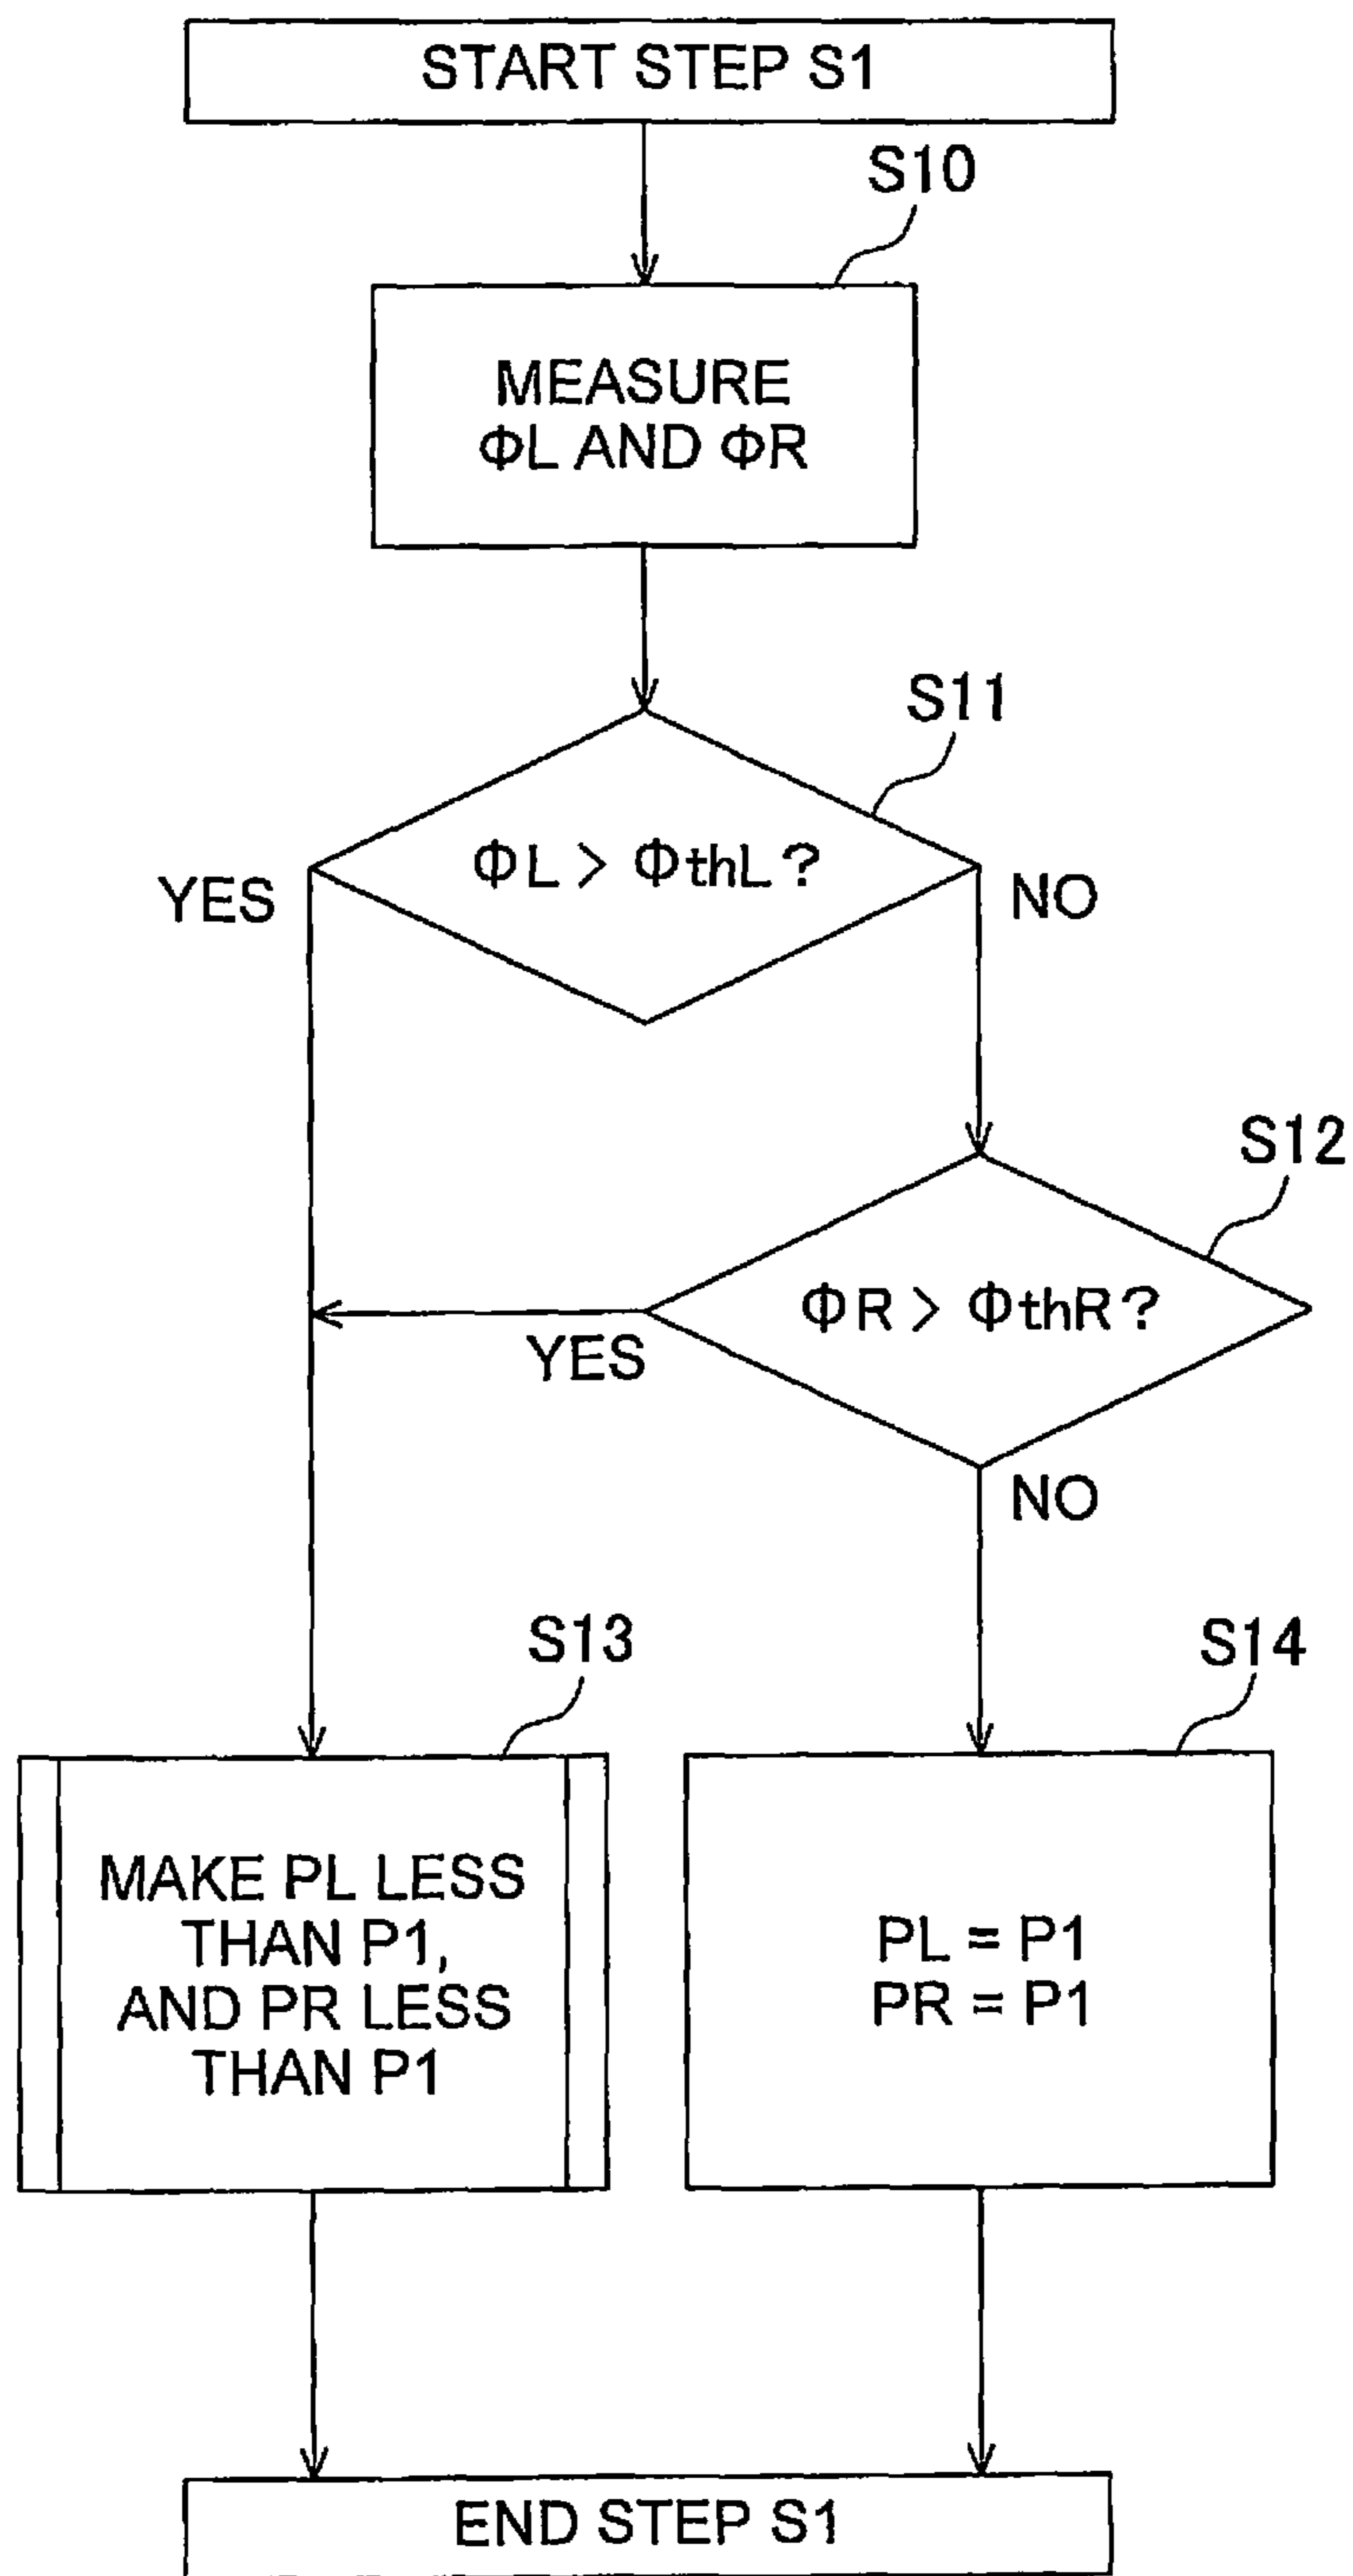 START STEP S1
S10
MEASURE
ΦL AND ΦR
S11
ΦL > ΦthL?
YES
NO
S12
ΦR > ΦthR?
YES
NO
S13
S14
MAKE PL LESS
THAN P1,
AND PR LESS
THAN P1
PL = P1
PR = P1
END STEP S1